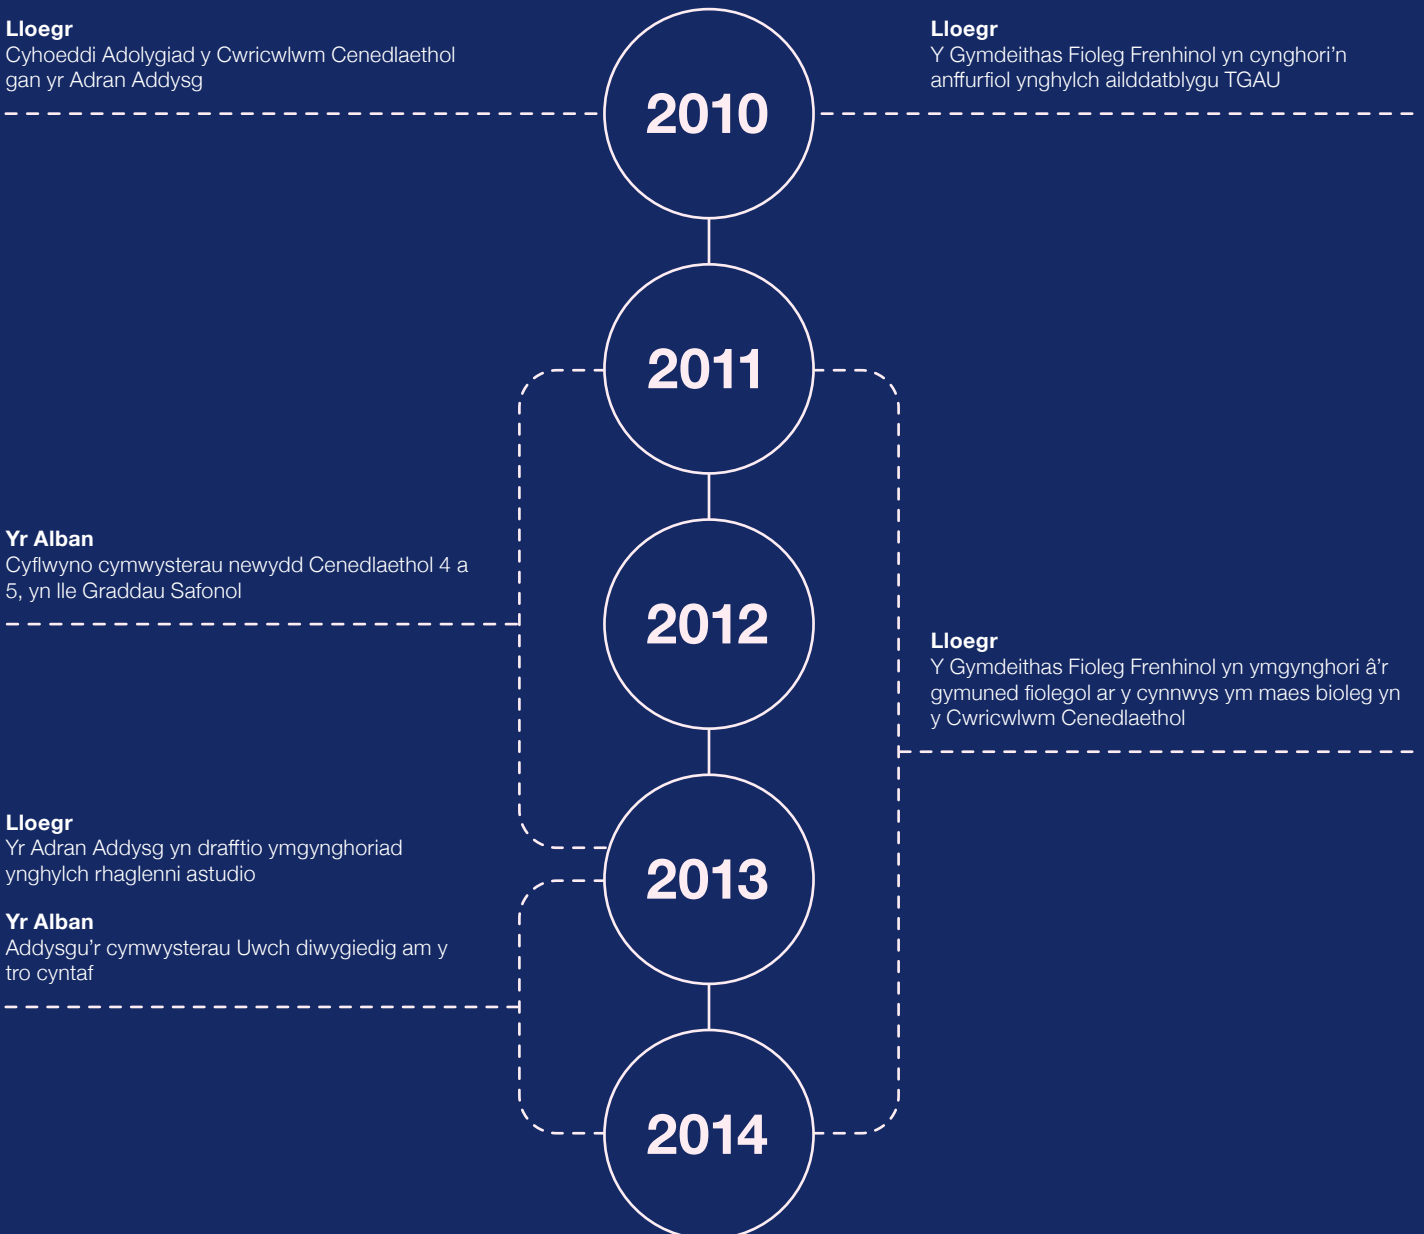 Lloegr
Cyhoeddi Adolygiad y Cwricwlwm Cenedlaethol
gan yr Adran Addysg
2010
Lloegr
Y Gymdeithas Fioleg Frenhinol yn cynghori’n
anffurfiol ynghylch ailddatblygu TGAU
2011
Yr Alban
Cyflwyno cymwysterau newydd Cenedlaethol 4 a
5, yn lle Graddau Safonol
2012
Lloegr
Y Gymdeithas Fioleg Frenhinol yn ymgynghori â’r
gymuned fiolegol ar y cynnwys ym maes bioleg yn
y Cwricwlwm Cenedlaethol
Lloegr
Yr Adran Addysg yn drafftio ymgynghoriad
ynghylch rhaglenni astudio
2013
Yr Alban
Addysgu’r cymwysterau Uwch diwygiedig am y
tro cyntaf
2014